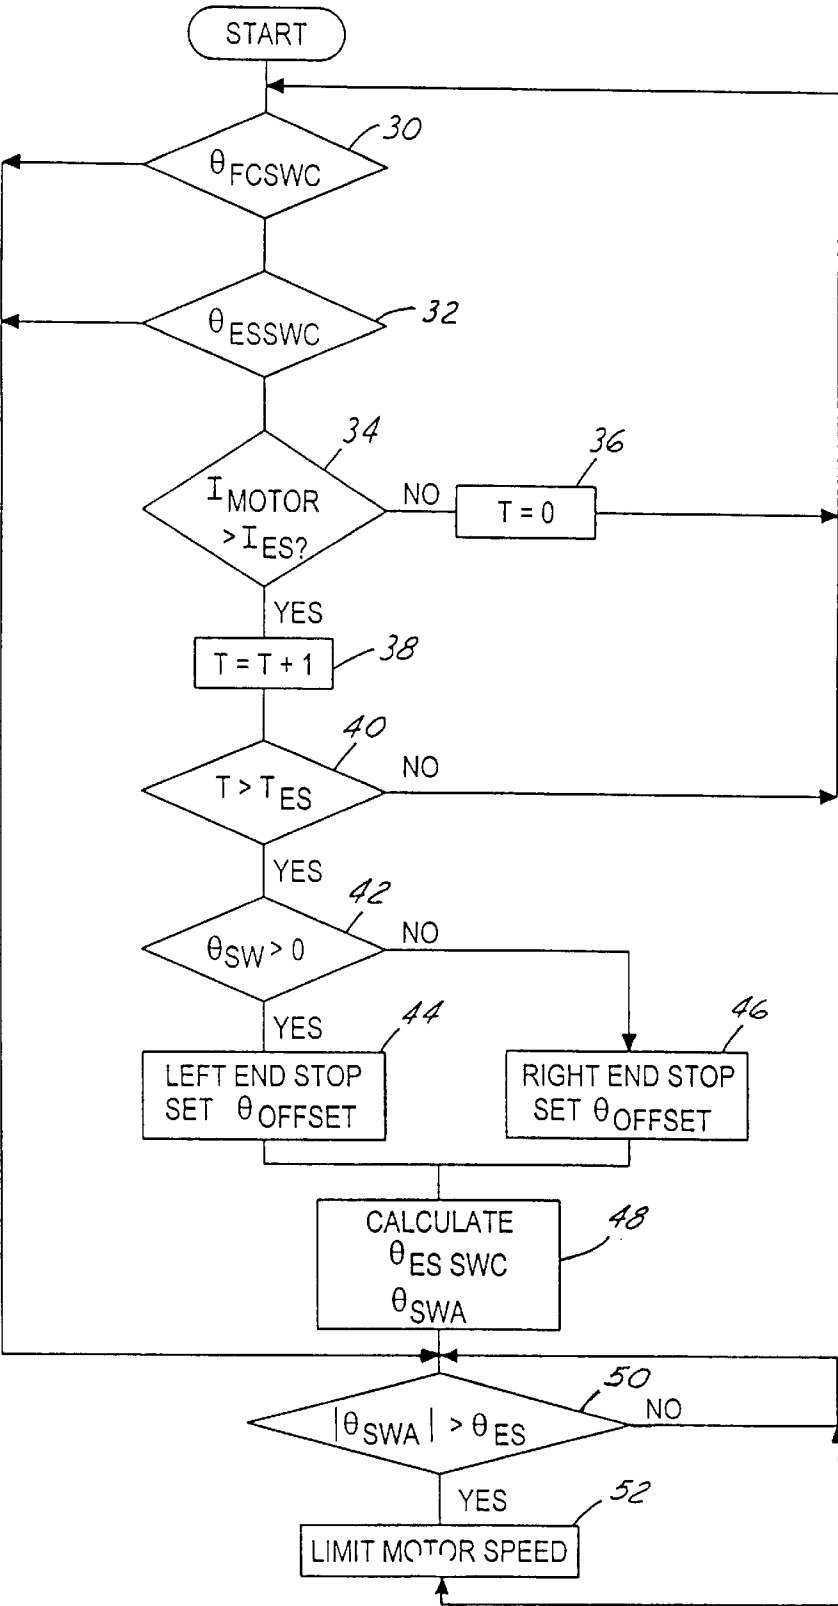 START
30
θFCSWC
32
θESSWC
34
IMOTOR
>IES?
NO
36
T = 0
YES
T = T + 1
38
40
T > TES
NO
YES
42
θSW > 0
NO
YES
44
46
LEFT END STOP
SET θOFFSET
RIGHT END STOP
SET θOFFSET
CALCULATE
θES SWC
θSWA
48
50
|θSWA| > θES
NO
YES
52
LIMIT MOTOR SPEED